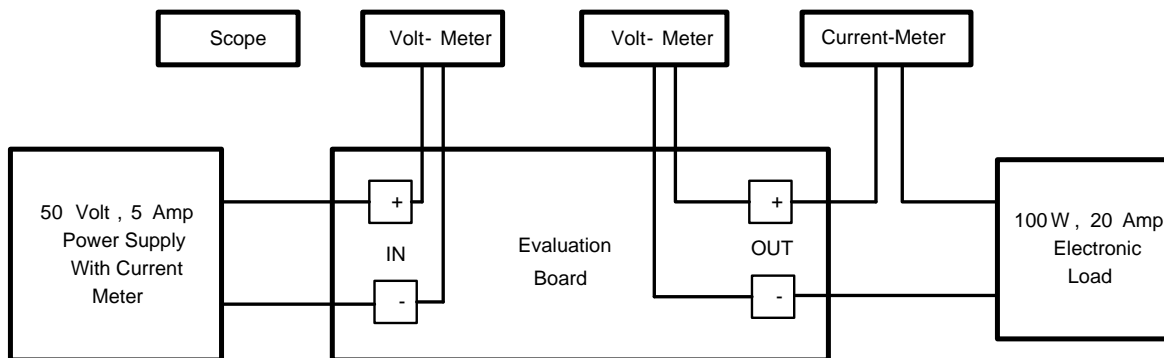 Scope
Volt- Meter
Volt- Meter
Current-Meter
50 Volt , 5 Amp
Power Supply
With Current
Meter
+
IN
-
Evaluation
Board
+
OUT
-
100 W , 20 Amp
Electronic
Load